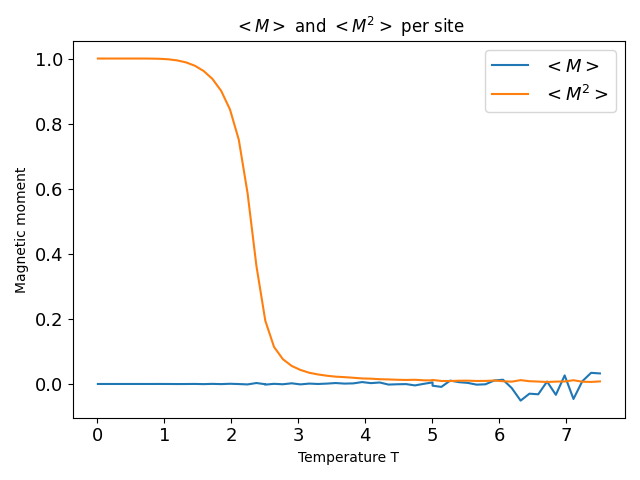 < M > and < M² > per site
Magnetic moment
1.0
0.8
0.6
0.4
0.2
0.0
< M >
< M² >
0 1 2 3 4 5 6 7
Temperature T